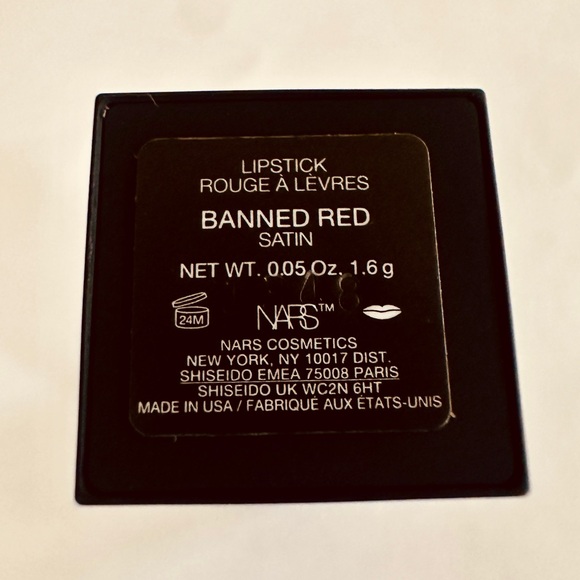 LIPSTICK
ROUGE À LÈVRES
BANNED RED
SATIN
NET WT. 0.05 Oz. 1.6 g
24M
NARS™
NARS COSMETICS
NEW YORK, NY 10017 DIST.
SHISEIDO EMEA 75008 PARIS
SHISEIDO UK WC2N 6HT
MADE IN USA / FABRIQUÉ AUX ÉTATS-UNIS